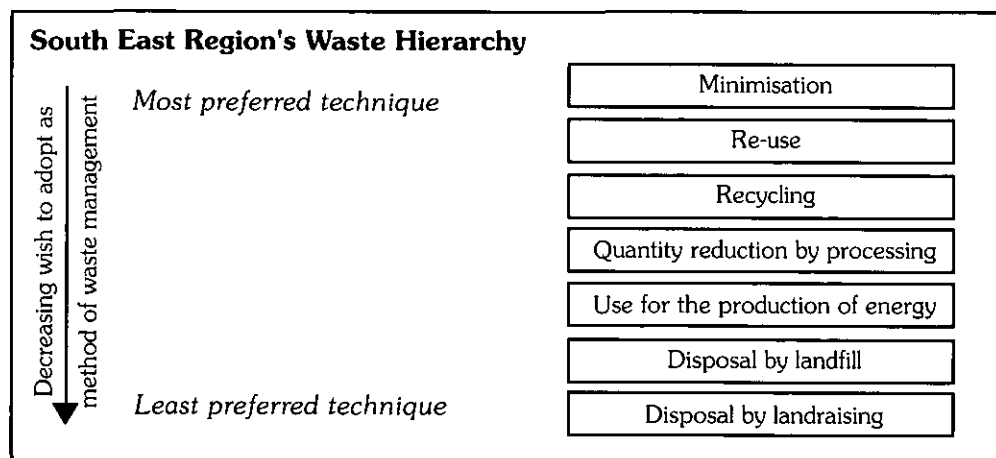 South East Region's Waste Hierarchy
Decreasing wish to adopt as
method of waste management
Most preferred technique
Least preferred technique
Minimisation
Re-use
Recycling
Quantity reduction by processing
Use for the production of energy
Disposal by landfill
Disposal by landraising